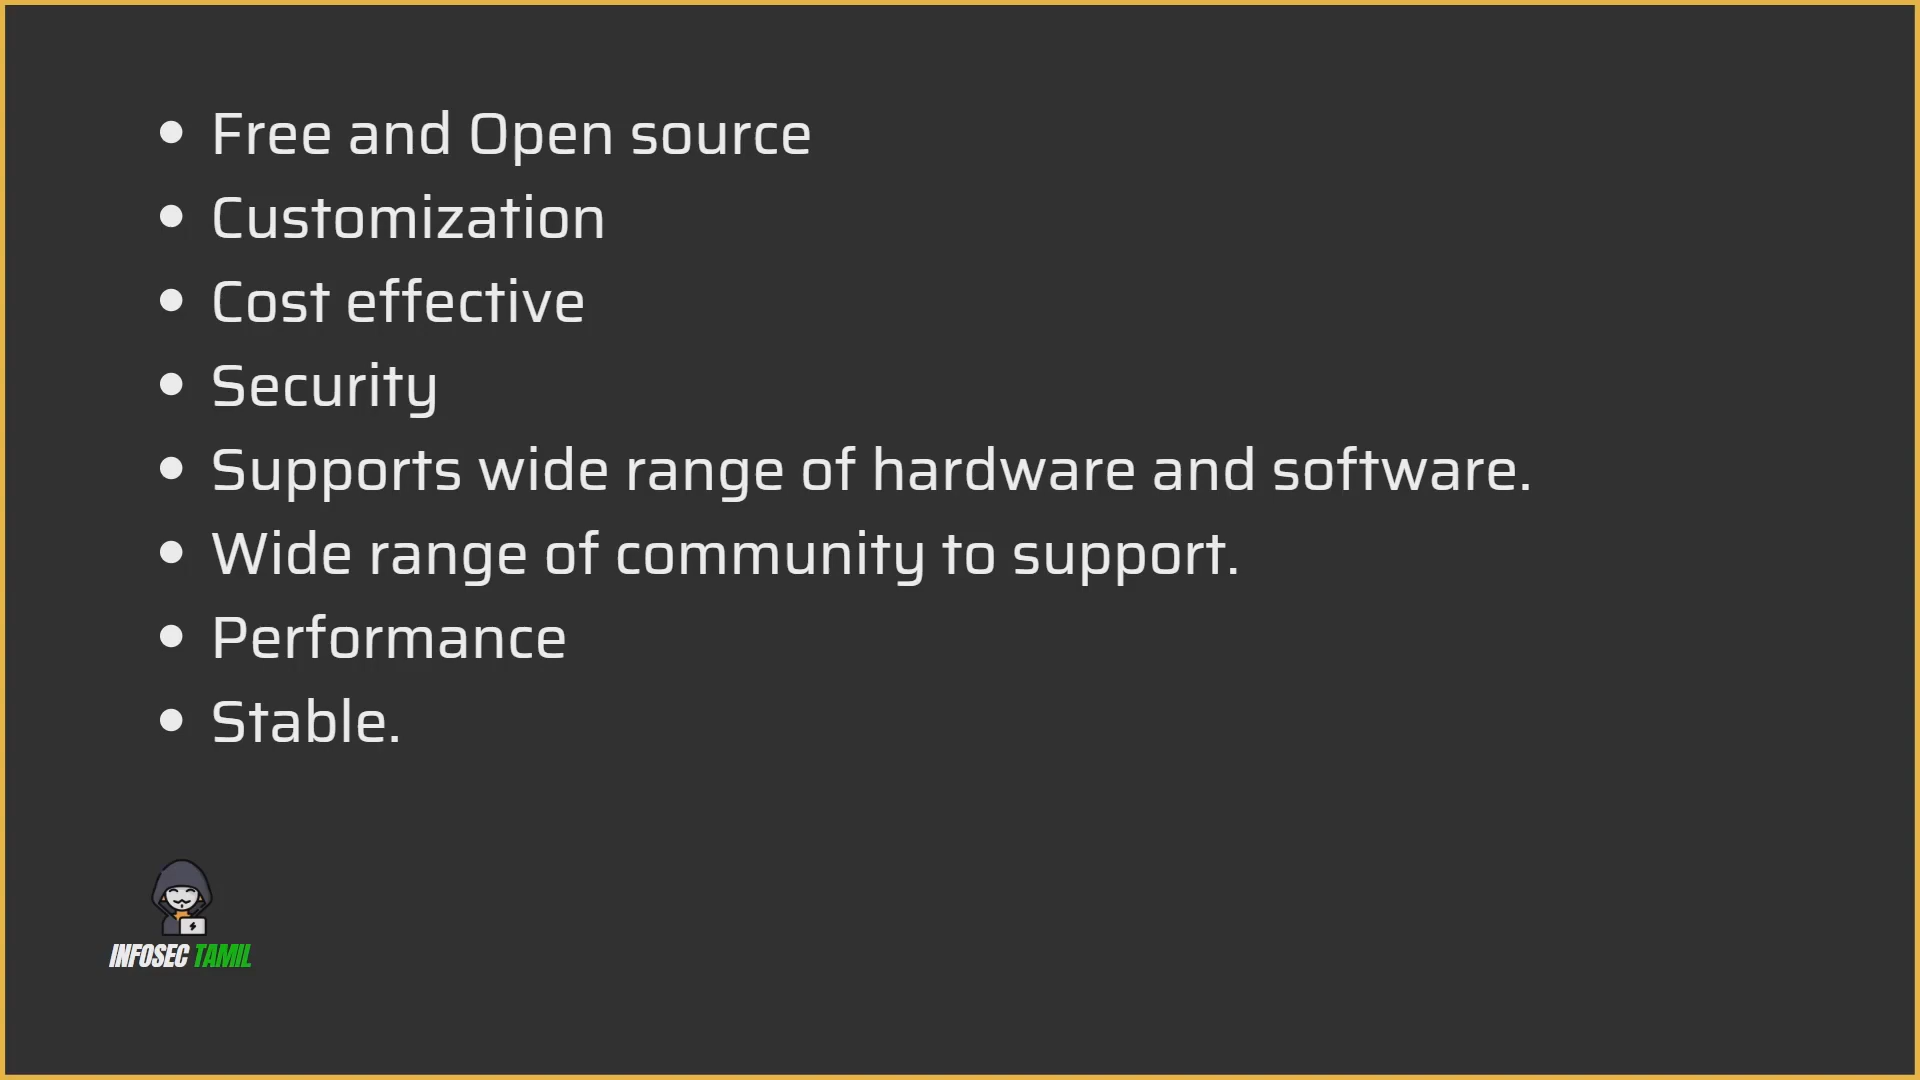 • Free and Open source
• Customization
• Cost effective
• Security
• Supports wide range of hardware and software.
• Wide range of community to support.
• Performance
• Stable.
INFOSEC TAMIL